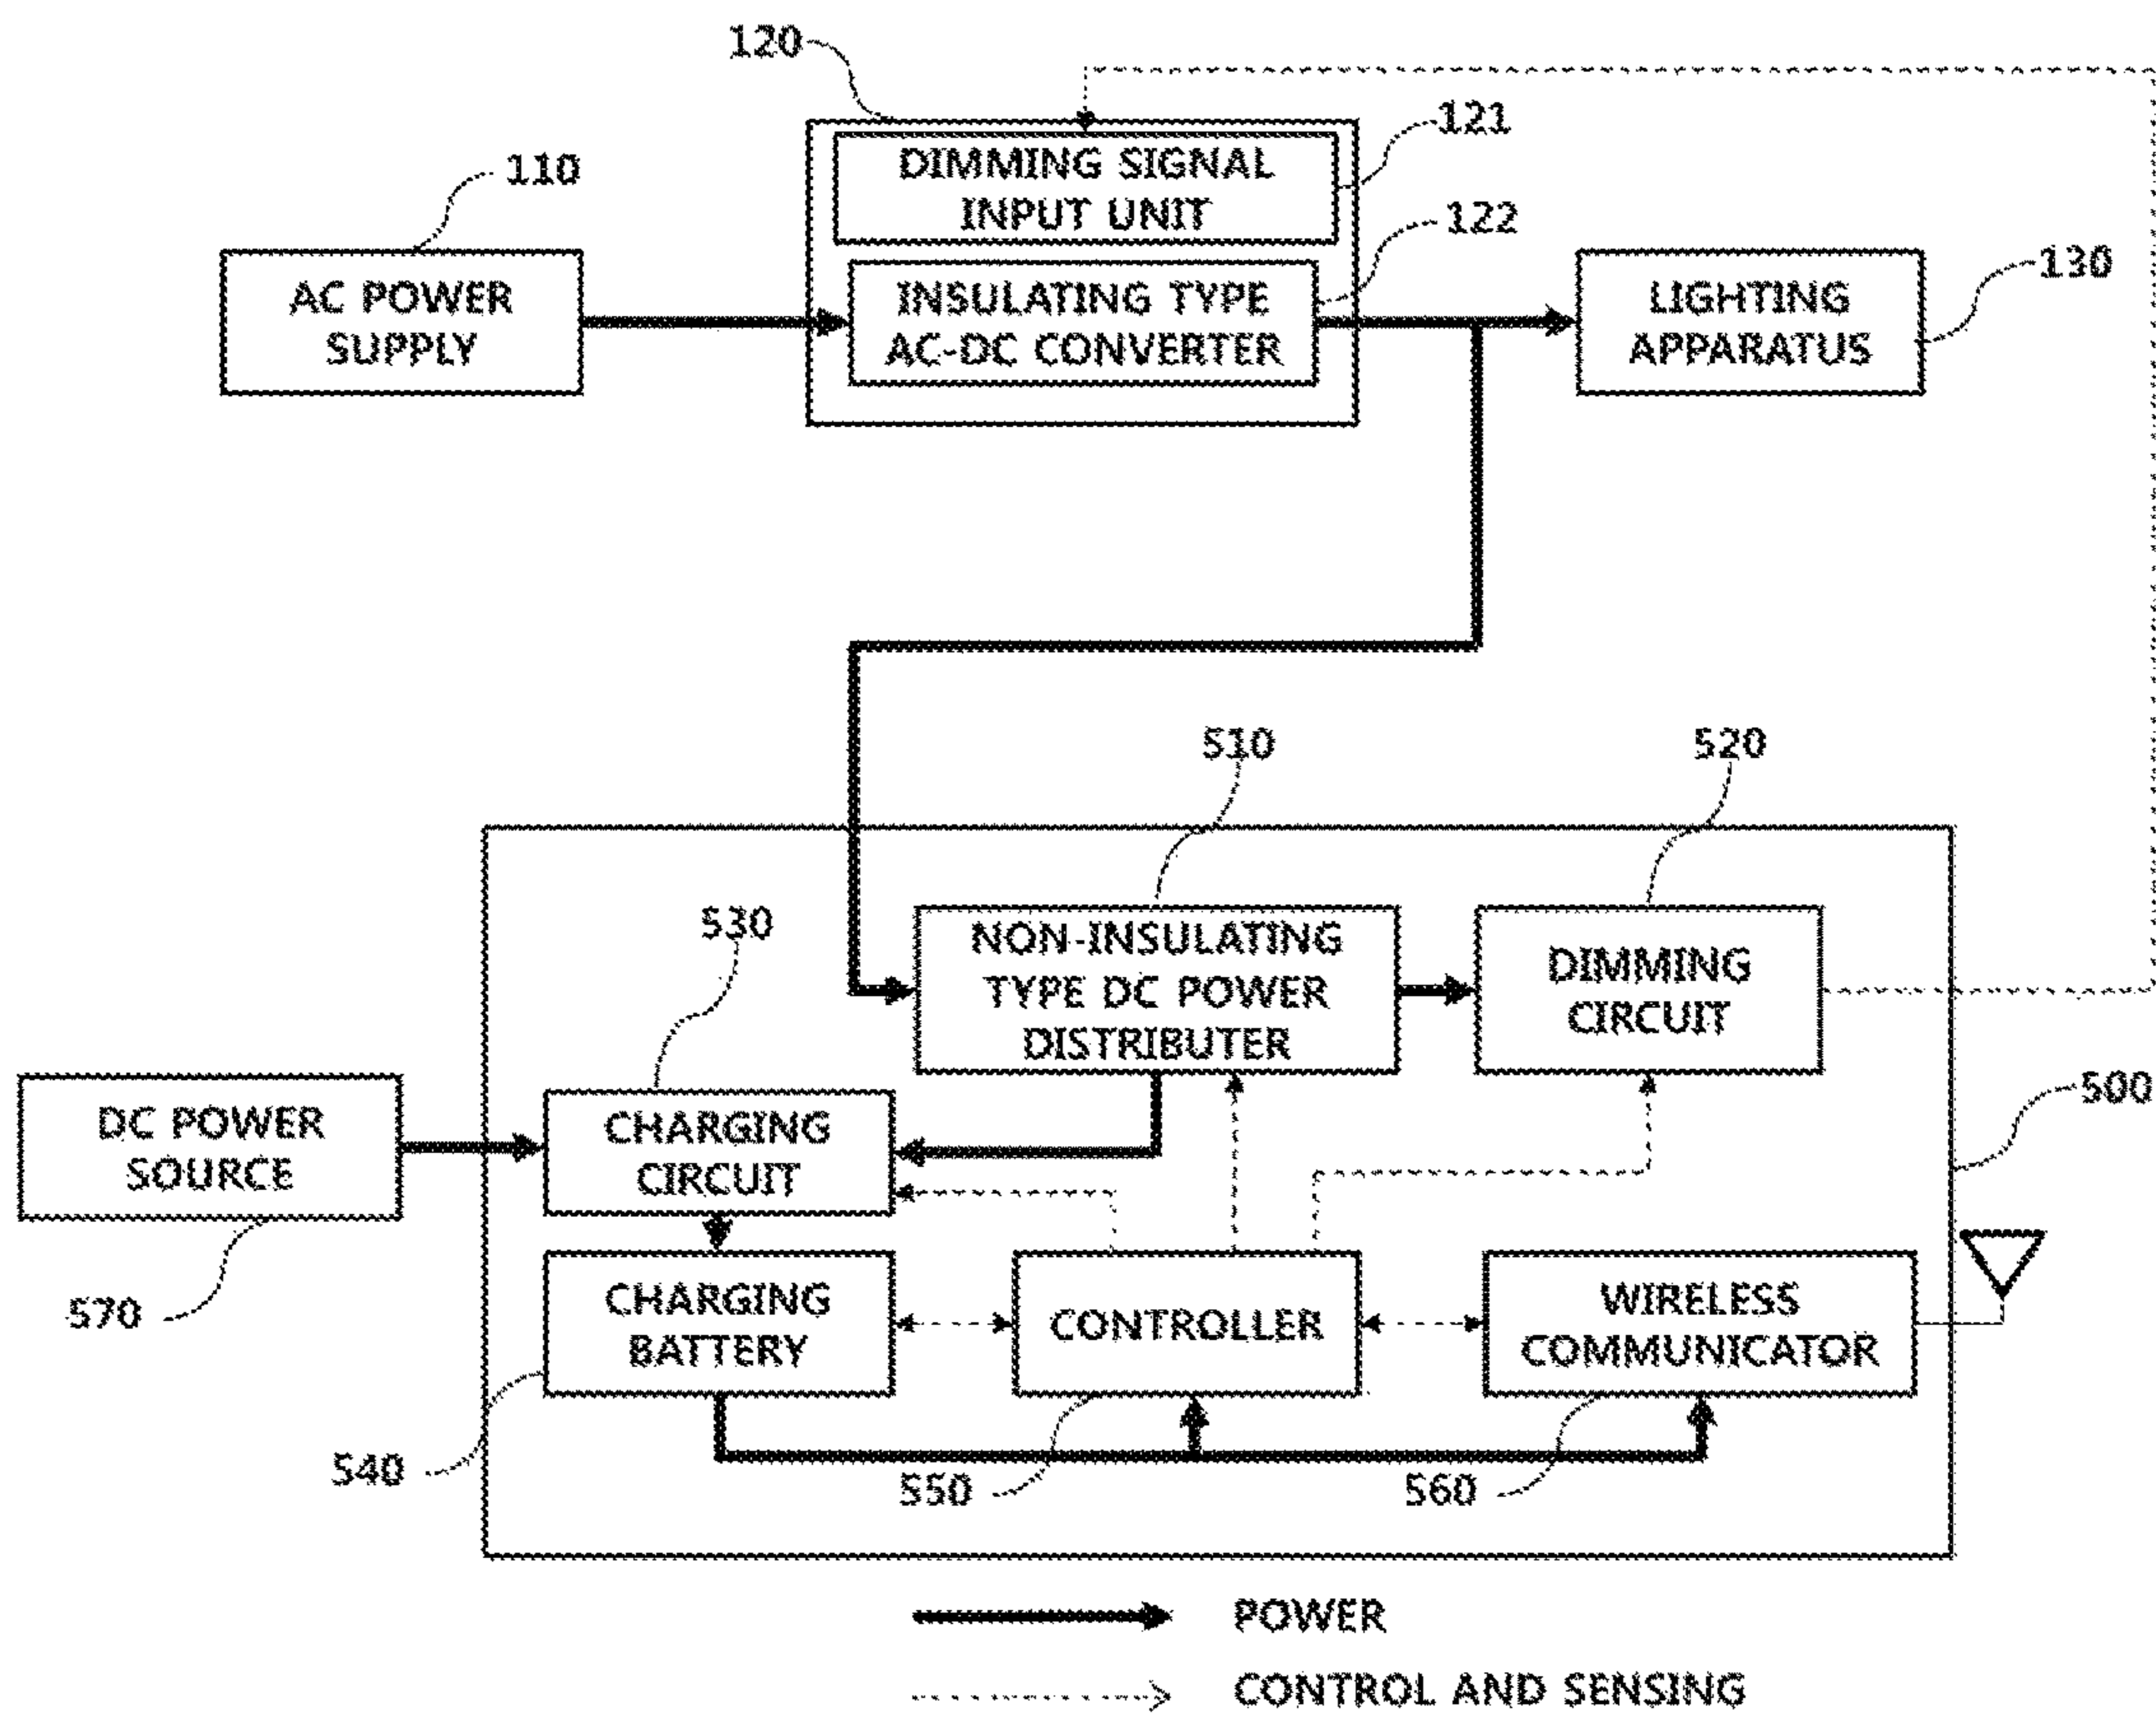 120
121
DIMMING SIGNAL
INPUT UNIT
110
122
AC POWER
SUPPLY
INSULATING TYPE
AC-DC CONVERTER
LIGHTING
APPARATUS
130
510
520
530
NON-INSULATING
TYPE DC POWER
DISTRIBUTER
DIMMING
CIRCUIT
DC POWER
SOURCE
CHARGING
CIRCUIT
500
570
CHARGING
BATTERY
CONTROLLER
WIRELESS
COMMUNICATOR
540
550
560
POWER
CONTROL AND SENSING